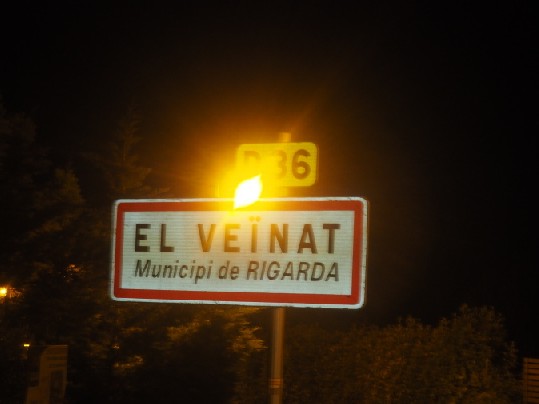 D36
EL VEÏNAT
Municipi de RIGARDA